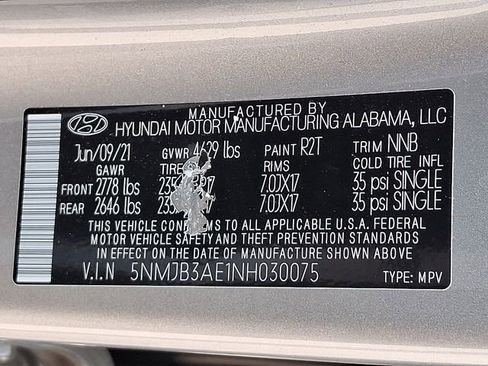 MANUFACTURED BY
HYUNDAI MOTOR MANUFACTURING ALABAMA, LLC
Jun/09/21 GVWR 4629 lbs PAINT R2T TRIM NNB
GAWR RIMS COLD TIRE INFL
FRONT 2778 lbs 7.0JX17 35 psi SINGLE
REAR 2646 lbs 7.0JX17 35 psi SINGLE
THIS VEHICLE CONFORMS TO ALL APPLICABLE U.S.A. FEDERAL
MOTOR VEHICLE SAFETY AND THEFT PREVENTION STANDARDS
IN EFFECT ON THE DATE OF MANUFACTURE SHOWN ABOVE
V.I.N 5NMJB3AE1NH030075 TYPE: MPV